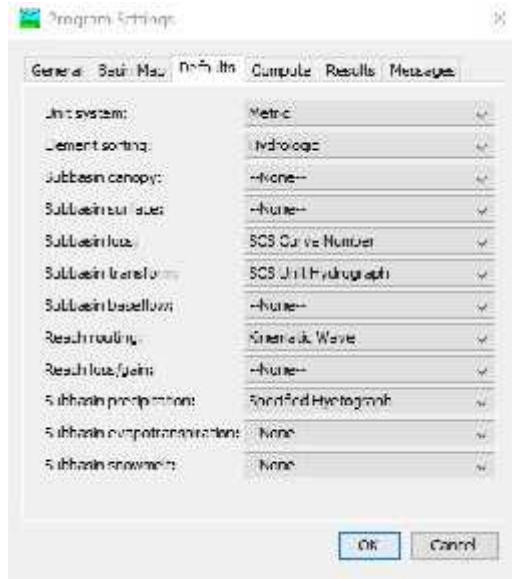 Program Settings
General Basin Map Defaults Compute Results Messages
Unit system: Metric
Element sorting: Hydrologic
Subbasin canopy: --None--
Subbasin surface: --None--
Subbasin loss: SCS Curve Number
Subbasin transform: SCS Unit Hydrograph
Subbasin baseflow: --None--
Reach routing: Kinematic Wave
Reach loss/gain: --None--
Subbasin precipitation: Specified Hyetograph
Subbasin evapotranspiration: --None--
Subbasin snowmelt: --None--
OK Cancel